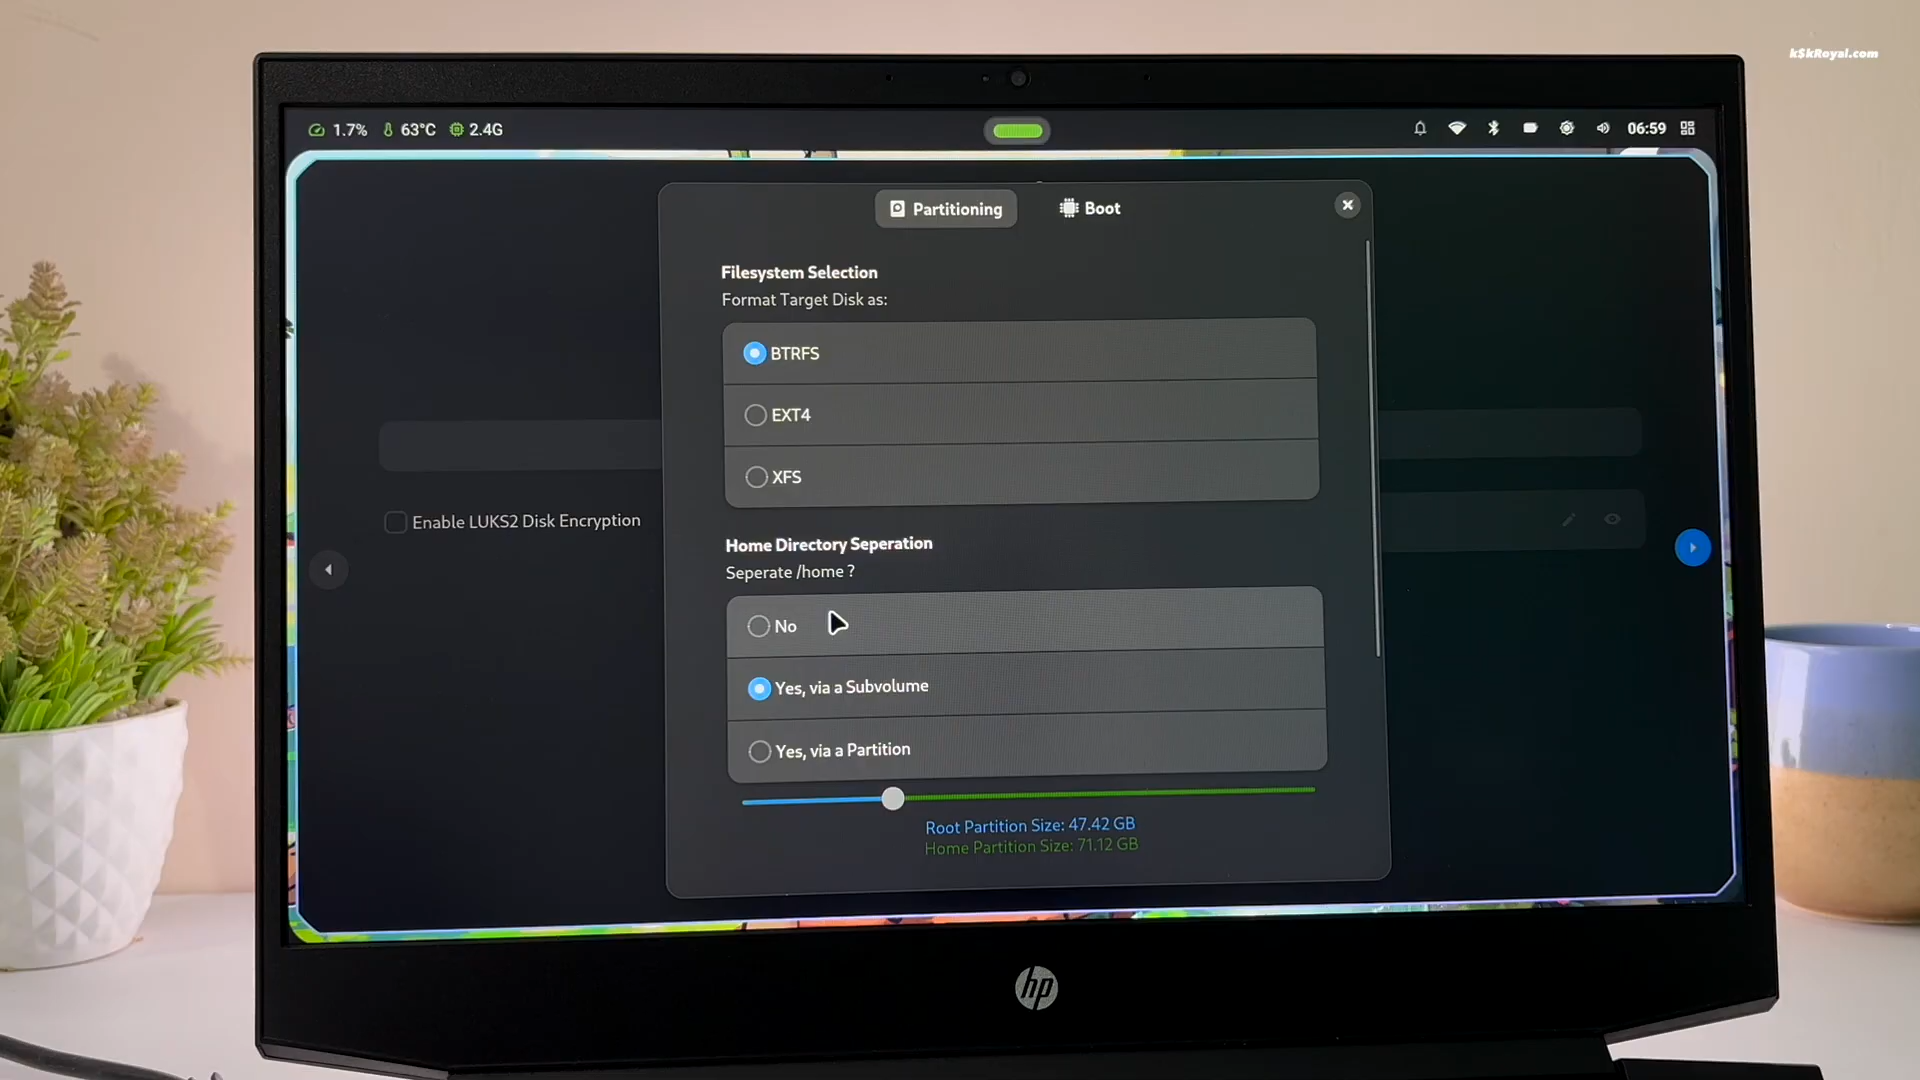 k$kRoyal.com
1.7% 63°C 2.4G
06:59
Partitioning
Boot
Filesystem Selection
Format Target Disk as:
BTRFS
EXT4
XFS
Enable LUKS2 Disk Encryption
Home Directory Seperation
Seperate /home ?
No
Yes, via a Subvolume
Yes, via a Partition
Root Partition Size: 47.42 GB
Home Partition Size: 71.12 GB
hp